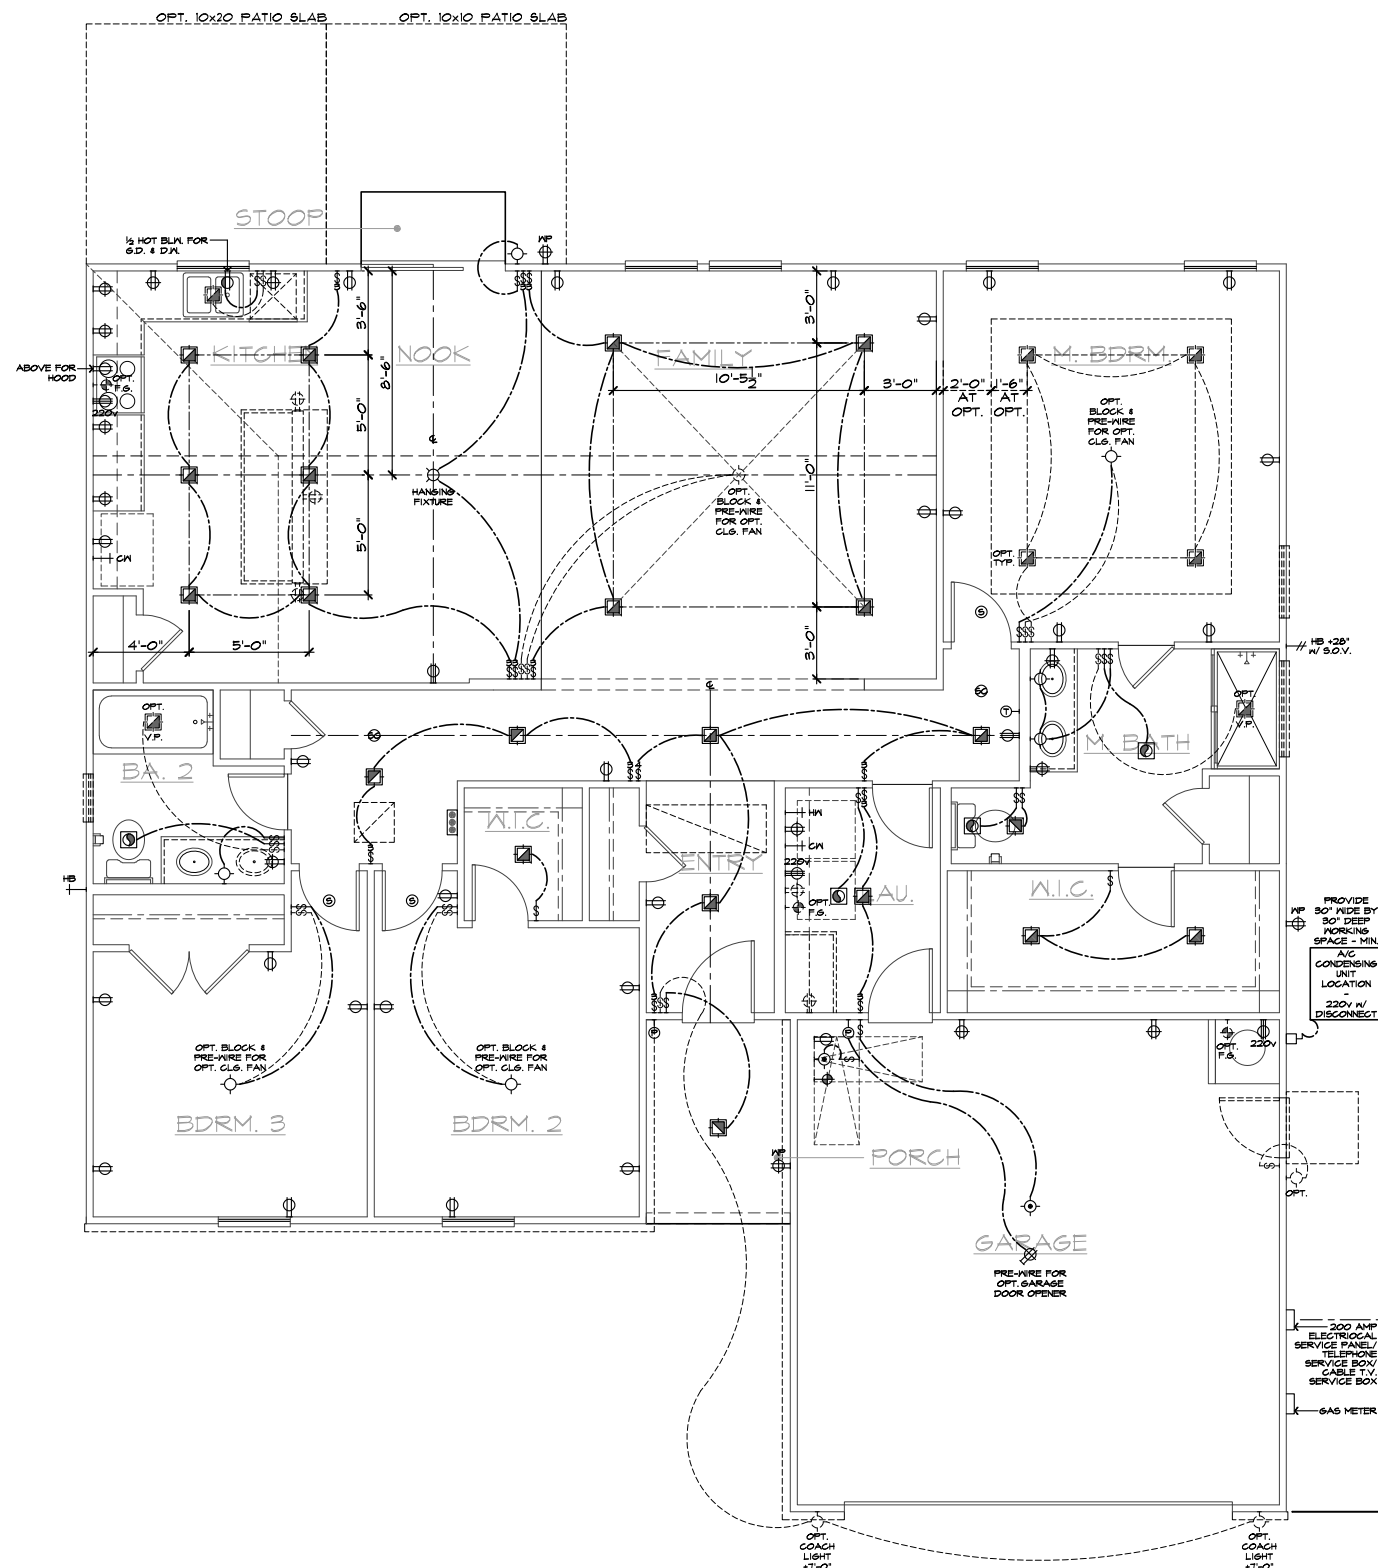 OPT. 10x20 PATIO SLAB
OPT. 10x10 PATIO SLAB
STOOP
½ HOT BLW. FOR
G.D. & D.W.
WP
3'-6"
8'-6"
3'-0"
KITCHE
NOOK
FAMILY
M. BDRM.
ABOVE FOR
HOOD
OPT.
F.G.
220v
10'-5½"
3'-0"
2'-0"
AT
OPT.
1'-6"
AT
OPT.
5'-0"
OPT.
BLOCK &
PRE-WIRE
FOR OPT.
CLG. FAN
HANGING
FIXTURE
11'-0"
OPT.
BLOCK &
PRE-WIRE
FOR OPT.
CLG. FAN
5'-0"
CW
OPT.
TYP.
S
4'-0"
5'-0"
3'-0"
HB +28"
W/ S.O.V.
SC
T
OPT.
V.P.
OPT.
V.P.
SC
BA. 2
M. BATH
W.I.C.
HW
CW
220v
ENTRY
HB
S
S
OPT.
F.G.
AU.
W.I.C.
WP
PROVIDE
30" WIDE BY
30" DEEP
WORKING
SPACE - MIN.
A/C
CONDENSING
UNIT
LOCATION
-
220v W/
DISCONNECT
P
P
OPT.
F.G.
220v
OPT. BLOCK &
PRE-WIRE FOR
OPT. CLG. FAN
OPT. BLOCK &
PRE-WIRE FOR
OPT. CLG. FAN
BDRM. 3
BDRM. 2
WP
PORCH
OPT.
GARAGE
PRE-WIRE FOR
OPT. GARAGE
DOOR OPENER
200 AMP
ELECTRIOCAL
SERVICE PANEL/
TELEPHONE
SERVICE BOX/
CABLE T.V.
SERVICE BOX
GAS METER
OPT.
COACH
LIGHT
+7'-0"
OPT.
COACH
LIGHT
+7'-0"